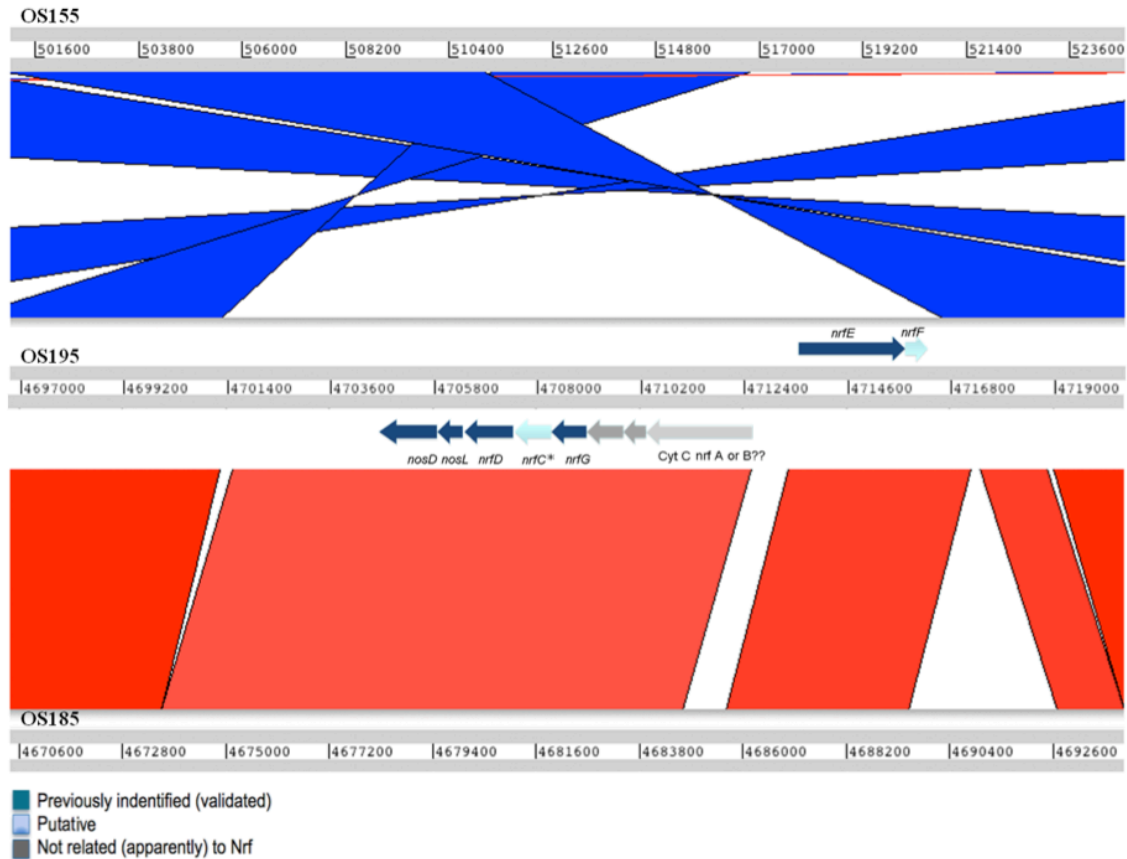 OS155
501600 503800 506000 508200 510400 512600 514800 517000 519200 521400 523600
nrfE nrfF
OS195
4697000 4699200 4701400 4703600 4705800 4708000 4710200 4712400 4714600 4716800 4719000
nosD nosL nrfD nrfC* nrfG Cyt C nrf A or B??
OS185
4670600 4672800 4675000 4677200 4679400 4681600 4683800 4686000 4688200 4690400 4692600
Previously indentified (validated)
Putative
Not related (apparently) to Nrf